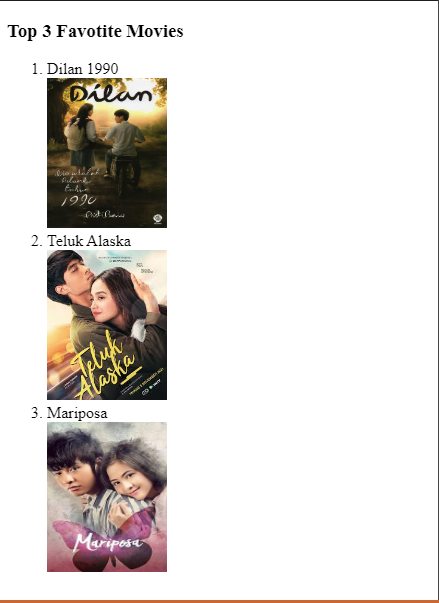 Top 3 Favotite Movies
1. Dilan 1990
Dilan
1990
2. Teluk Alaska
Teluk
Alaska
3. Mariposa
Mariposa